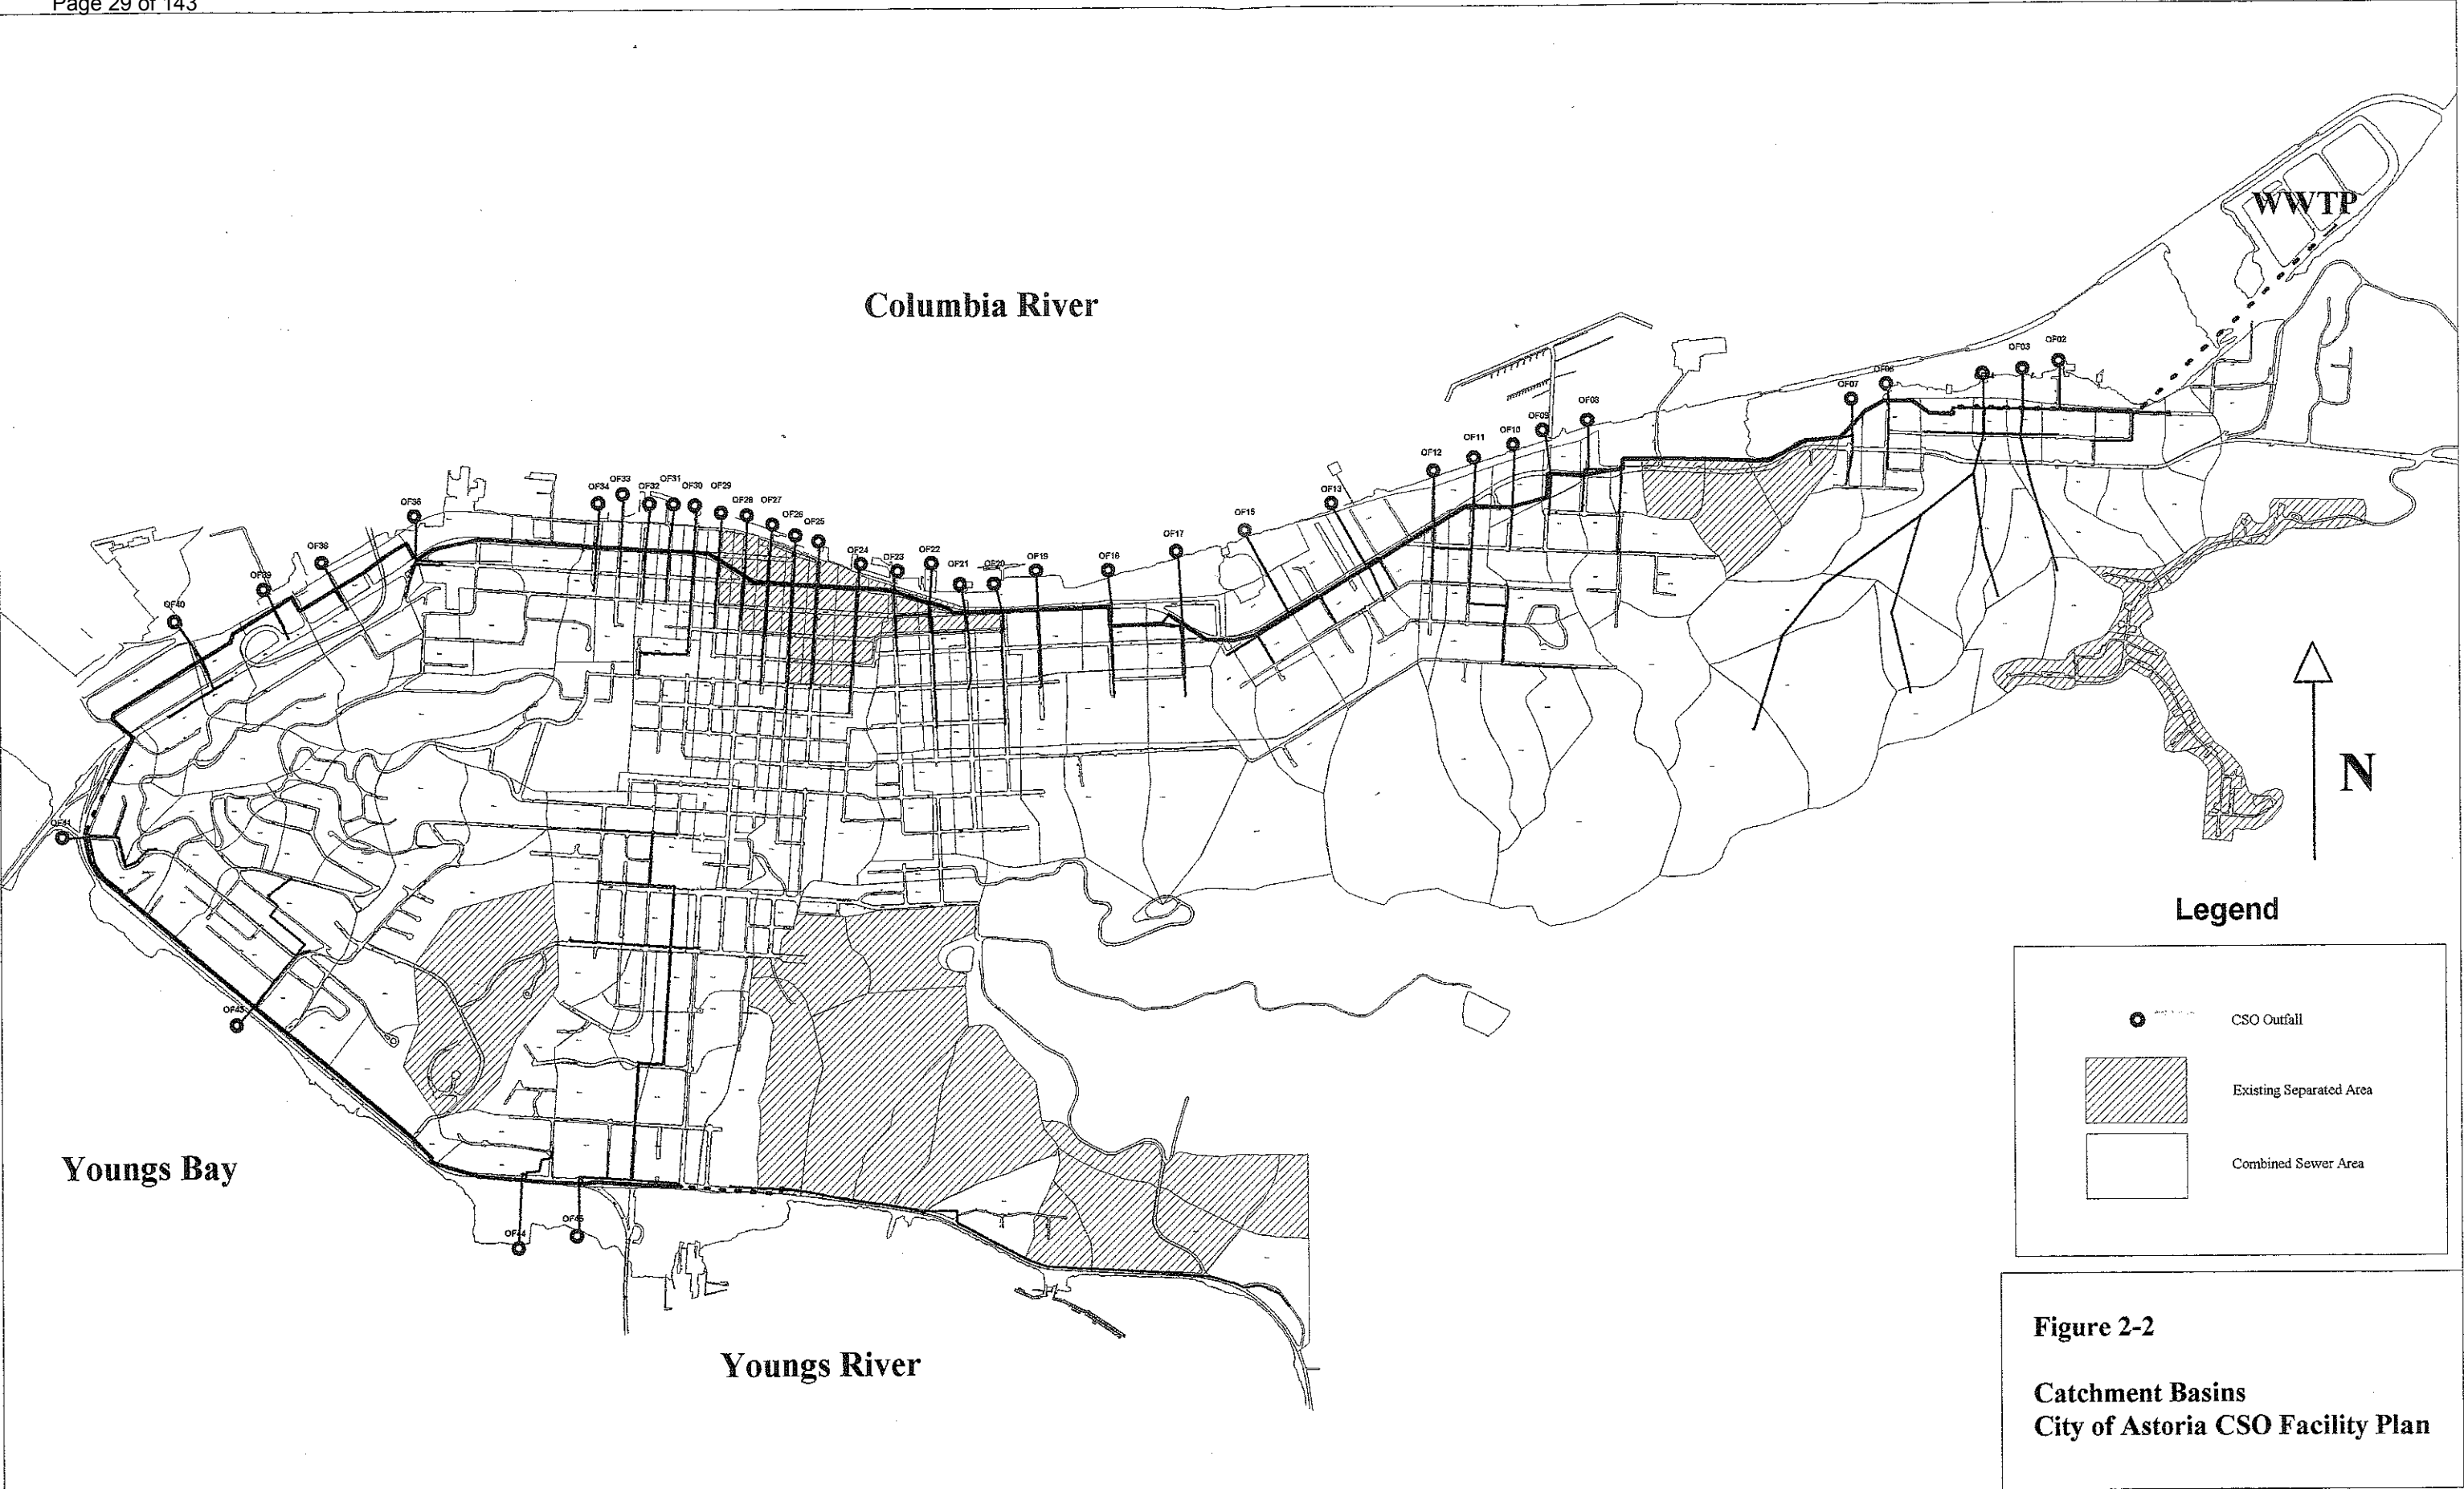 Page 29 of 143
WWTP
Columbia River
OF02
OF03
OF06
OF07
OF08
OF09
OF10
OF11
OF12
OF13
OF15
OF17
OF16
OF19
OF20
OF21
OF22
OF23
OF24
OF25
OF26
OF27
OF28
OF29
OF30
OF31
OF32
OF33
OF34
OF35
OF36
OF39
OF40
OF41
OF43
OF44
OF45
N
Legend
CSO Outfall
Existing Separated Area
Combined Sewer Area
Youngs Bay
Youngs River
Figure 2-2
Catchment Basins
City of Astoria CSO Facility Plan